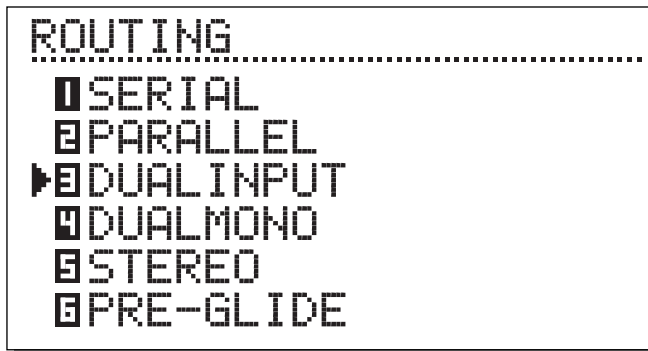 ROUTING
1 SERIAL
2 PARALLEL
3 DUALINPUT
4 DUALMONO
5 STEREO
6 PRE-GLIDE